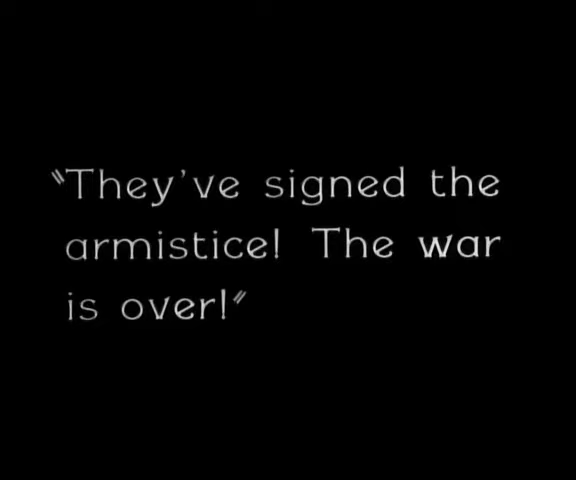 "They've signed the
armistice! The war
is over!"